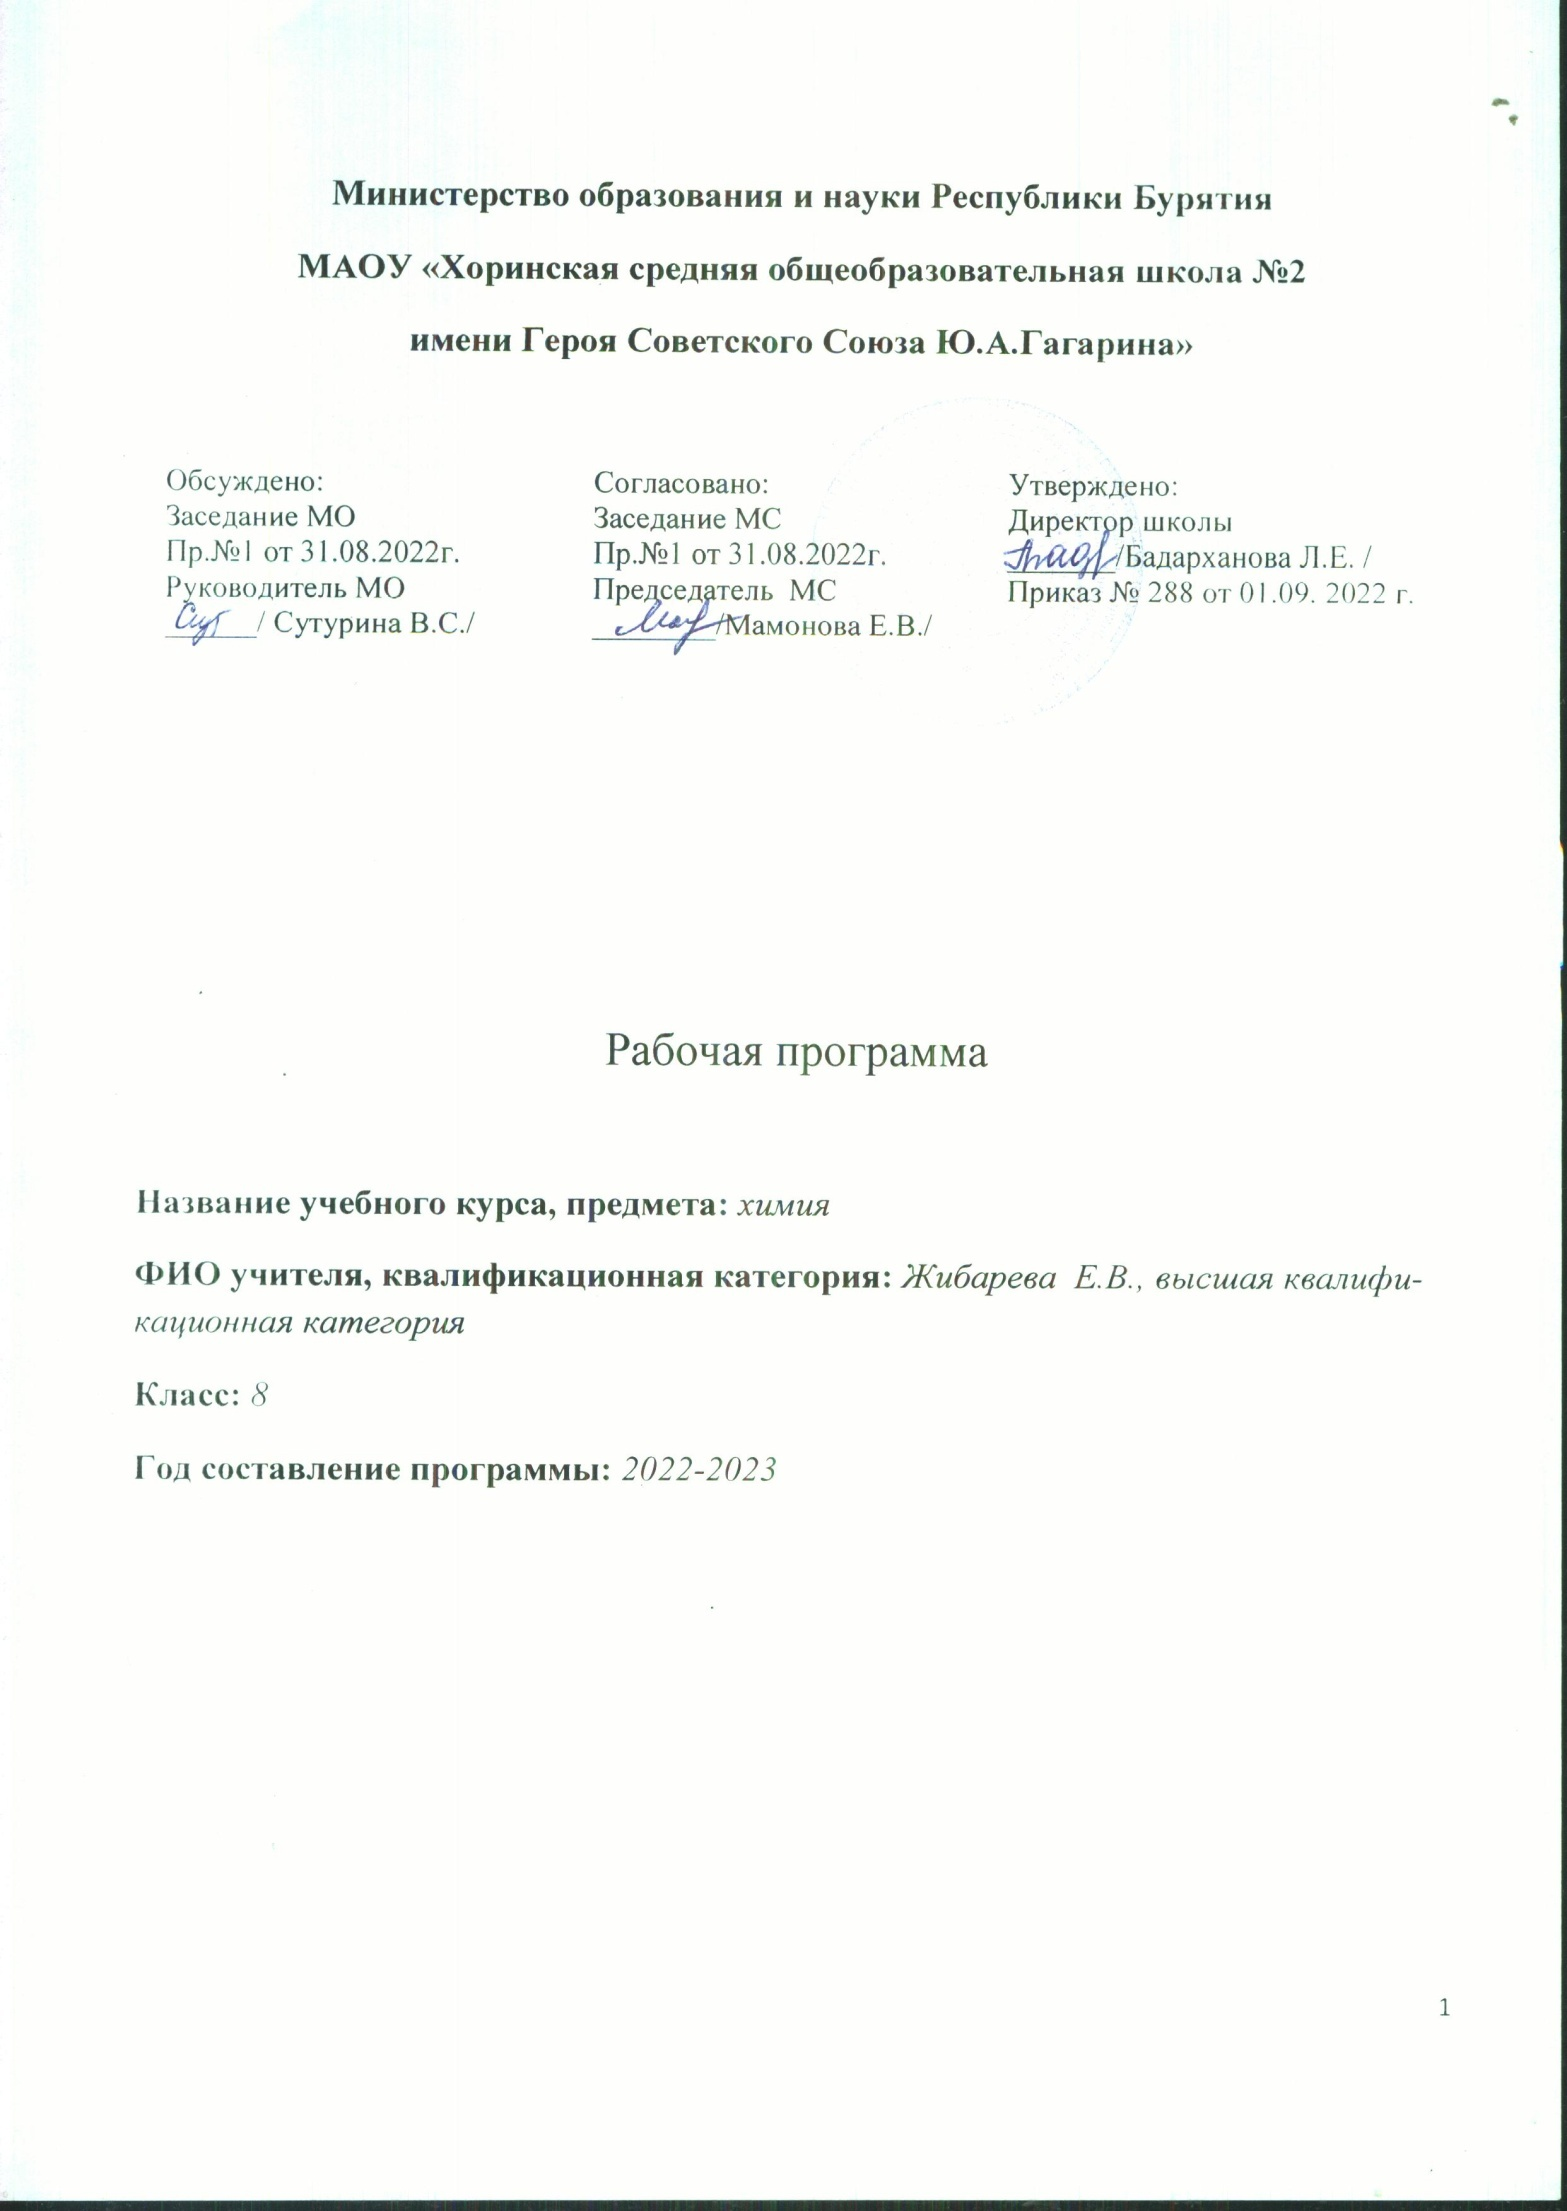 Министерство образования и науки Республики Бурятия
МАОУ «Хоринская средняя общеобразовательная школа №2
имени Героя Советского Союза Ю.А.Гагарина»
Обсуждено:
Заседание МО
Пр.№1 от 31.08.2022г.
Руководитель МО
_______/ Сутурина В.С./
Согласовано:
Заседание МС
Пр.№1 от 31.08.2022г.
Председатель  МС
_________/Мамонова Е.В./
Утверждено:
Директор школы
________/Бадарханова Л.Е. /
Приказ № 288 от 01.09. 2022 г.
Рабочая программа
Название учебного курса, предмета: химия
ФИО учителя, квалификационная категория: Жибарева  Е.В., высшая квалифи-
кационная категория
Класс: 8
Год составление программы: 2022-2023
1